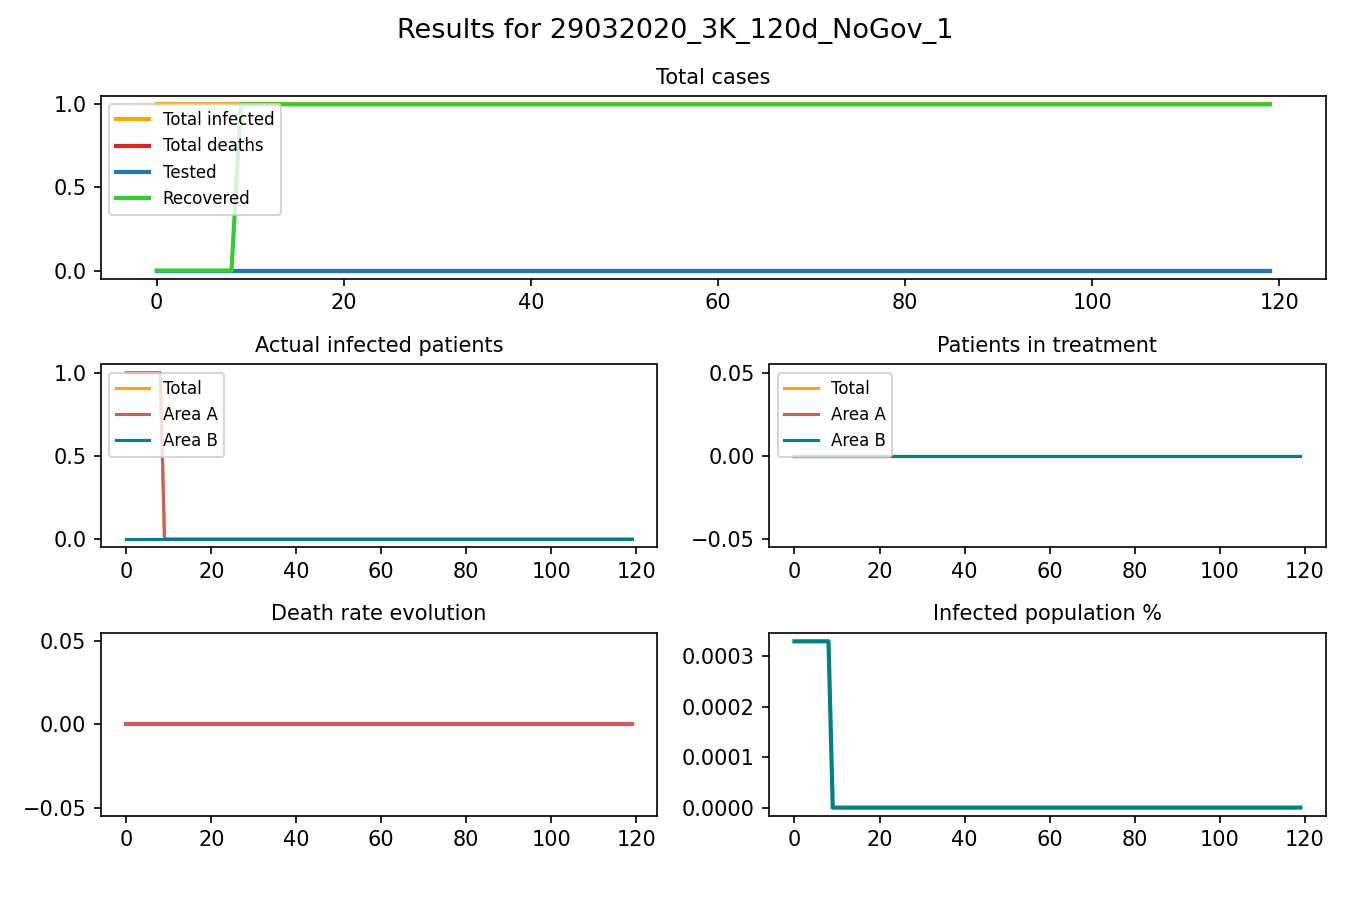 Results for 29032020_3K_120d_NoGov_1
Total cases
1.0
0.5
0.0
Total infected
Total deaths
Tested
Recovered
0 20 40 60 80 100 120
Actual infected patients
1.0
0.5
0.0
Total
Area A
Area B
0 20 40 60 80 100 120
Patients in treatment
0.05
0.00
−0.05
Total
Area A
Area B
0 20 40 60 80 100 120
Death rate evolution
0.05
0.00
−0.05
0 20 40 60 80 100 120
Infected population %
0.0003
0.0002
0.0001
0.0000
0 20 40 60 80 100 120